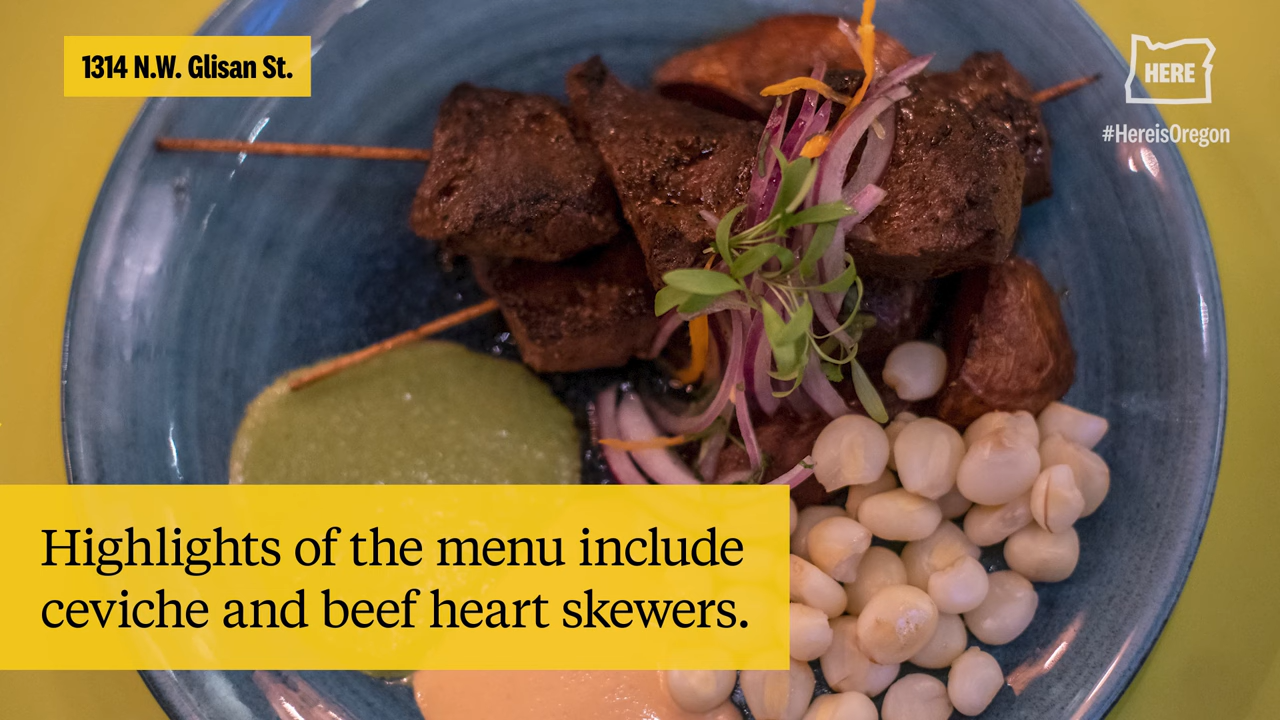 1314 N.W. Glisan St.
HERE
#HereisOregon
Highlights of the menu include
ceviche and beef heart skewers.